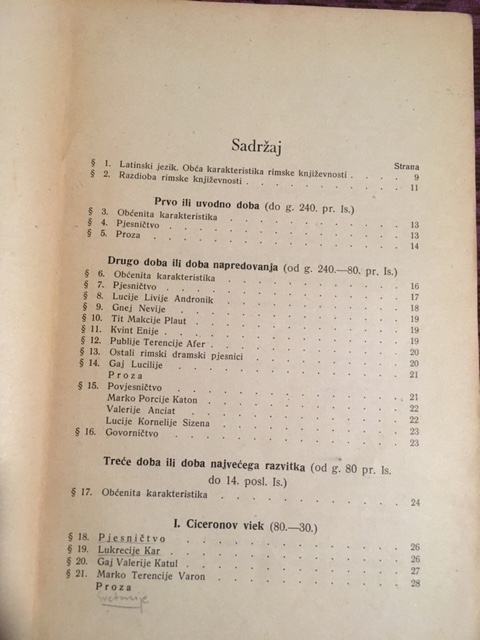 Sadržaj
Strana
§ 1. Latinski jezik. Obća karakteristika rimske književnosti . . . 9
§ 2. Razdioba rimske književnosti . . . 11
Prvo ili uvodno doba (do g. 240. pr. Is.)
§ 3. Općenita karakteristika . . . 13
§ 4. Pjesničtvo . . . 13
§ 5. Proza . . . 14
Drugo doba ili doba napredovanja (od g. 240.—80. pr. Is.)
§ 6. Obćenita karakteristika . . . 16
§ 7. Pjesničtvo . . . 17
§ 8. Lucije Livije Andronik . . . 18
§ 9. Gnej Nevije . . . 19
§ 10. Tit Makcije Plaut . . . 19
§ 11. Kvint Enije . . . 19
§ 12. Publije Terencije Afer . . . 20
§ 13. Ostali rimski dramski pjesnici . . . 20
§ 14. Gaj Lucilije . . . 21
Proza
§ 15. Povjesničtvo . . . 21
Marko Porcije Katon . . . 22
Valerije Anciat . . . 22
Lucije Kornelije Sizena . . . 23
§ 16. Govorničtvo . . . 23
Treće doba ili doba najvećega razvitka (od g. 80 pr. Is.
do 14. posl. Is.)
§ 17. Obćenita karakteristika . . . 24
I. Ciceronov viek (80.—30.)
§ 18. Pjesničtvo . . . 26
§ 19. Lukrecije Kar . . . 26
§ 20. Gaj Valerije Katul . . . 27
§ 21. Marko Terencije Varon . . . 28
Proza